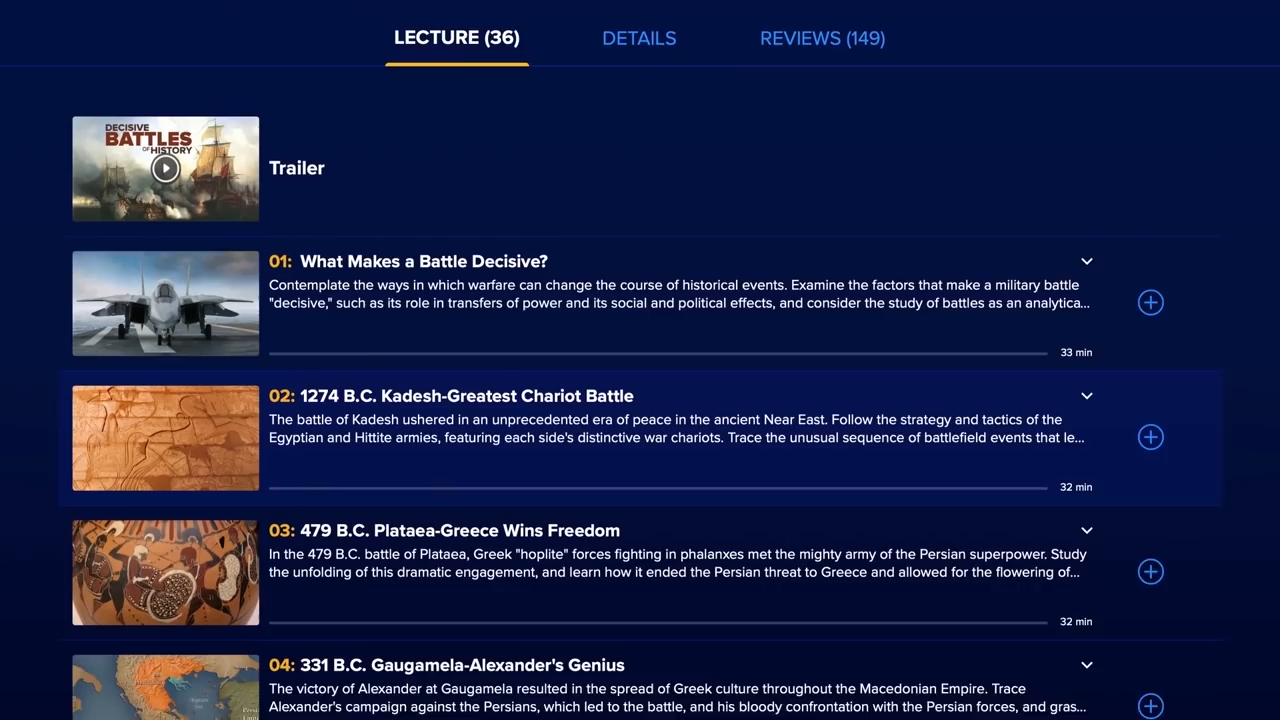 LECTURE (36)
DETAILS
REVIEWS (149)
DECISIVE
BATTLES
OF HISTORY
Trailer
01: What Makes a Battle Decisive?
Contemplate the ways in which warfare can change the course of historical events. Examine the factors that make a military battle
"decisive," such as its role in transfers of power and its social and political effects, and consider the study of battles as an analytica...
33 min
02: 1274 B.C. Kadesh-Greatest Chariot Battle
The battle of Kadesh ushered in an unprecedented era of peace in the ancient Near East. Follow the strategy and tactics of the
Egyptian and Hittite armies, featuring each side's distinctive war chariots. Trace the unusual sequence of battlefield events that le...
32 min
03: 479 B.C. Plataea-Greece Wins Freedom
In the 479 B.C. battle of Plataea, Greek "hoplite" forces fighting in phalanxes met the mighty army of the Persian superpower. Study
the unfolding of this dramatic engagement, and learn how it ended the Persian threat to Greece and allowed for the flowering of...
32 min
04: 331 B.C. Gaugamela-Alexander's Genius
The victory of Alexander at Gaugamela resulted in the spread of Greek culture throughout the Macedonian Empire. Trace
Alexander's campaign against the Persians, which led to the battle, and his bloody confrontation with the Persian forces, and gras...